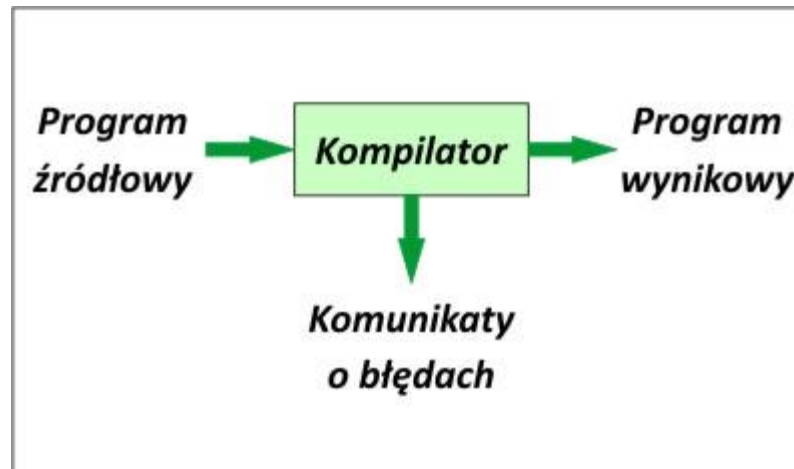 Program
źródłowy
Kompilator
Program
wynikowy
Komunikaty
o błędach